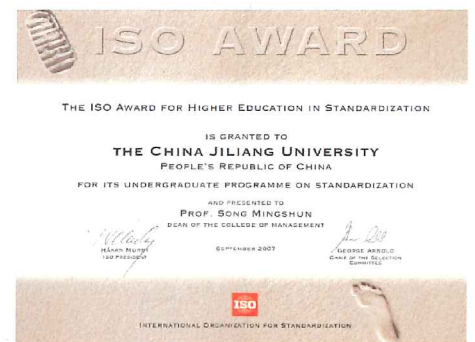 ISO AWARD
THE ISO AWARD FOR HIGHER EDUCATION IN STANDARDIZATION
IS GRANTED TO
THE CHINA JILIANG UNIVERSITY
PEOPLE'S REPUBLIC OF CHINA
FOR ITS UNDERGRADUATE PROGRAMME ON STANDARDIZATION
AND PRESENTED TO
PROF. SONG MINGSHUN
DEAN OF THE COLLEGE OF MANAGEMENT
HÅKAN MURBY
ISO PRESIDENT
SEPTEMBER 2007
GEORGE ARNOLD
CHAIR OF THE SELECTION
COMMITTEE
ISO
INTERNATIONAL ORGANIZATION FOR STANDARDIZATION